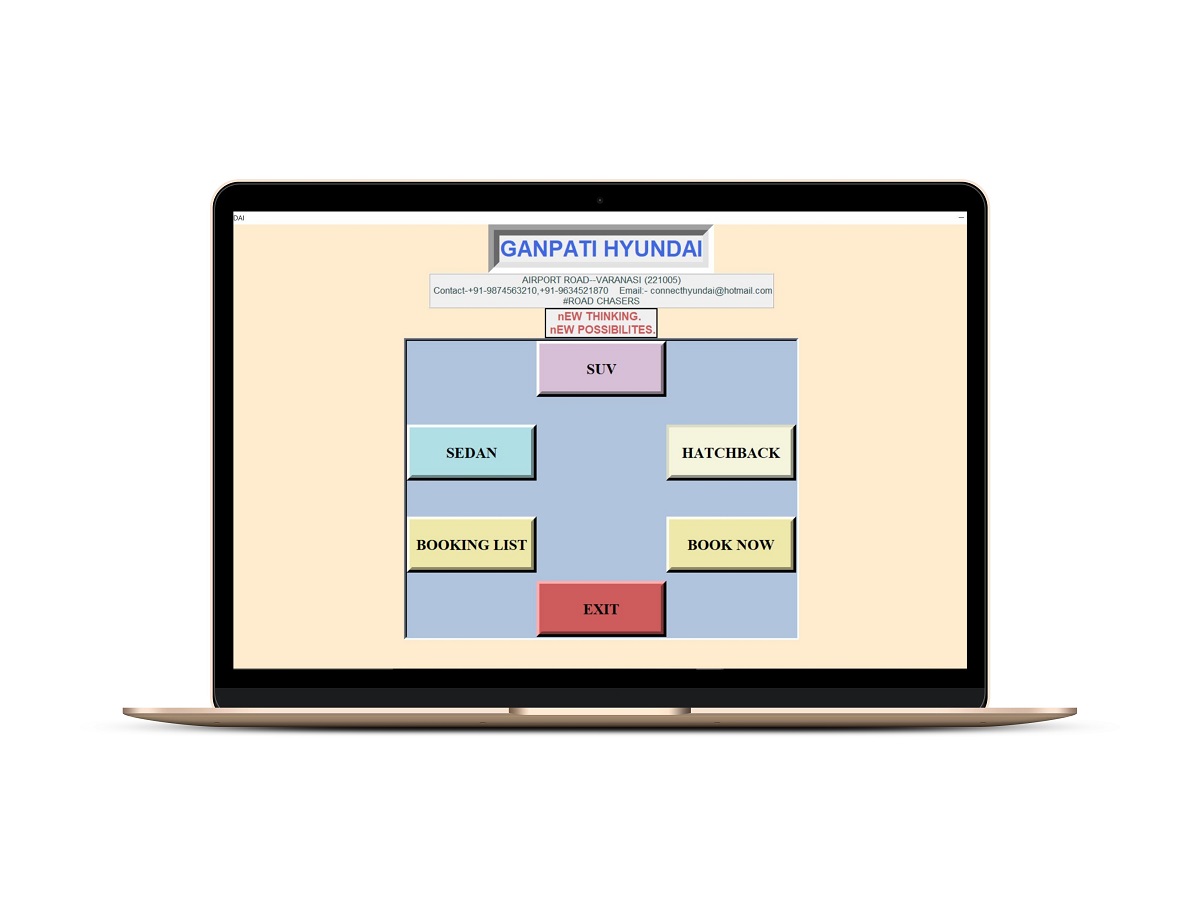 DAI
GANPATI HYUNDAI
AIRPORT ROAD--VARANASI (221005)
Contact-+91-9874563210,+91-9634521870 Email:- connecthyundai@hotmail.com
#ROAD CHASERS
nEW THINKING.
nEW POSSIBILITES.
SUV
SEDAN
HATCHBACK
BOOKING LIST
BOOK NOW
EXIT